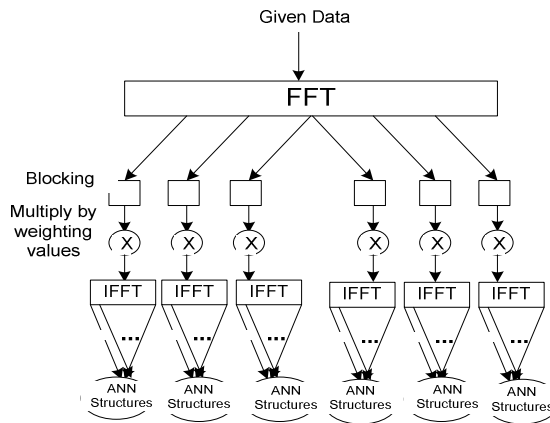 Given Data
FFT
Blocking
Multiply by
weighting
values
X X X X X X
IFFT IFFT IFFT IFFT IFFT IFFT
... ... ... ... ... ...
ANN ANN ANN ANN ANN ANN
Structures Structures Structures Structures Structures Structures